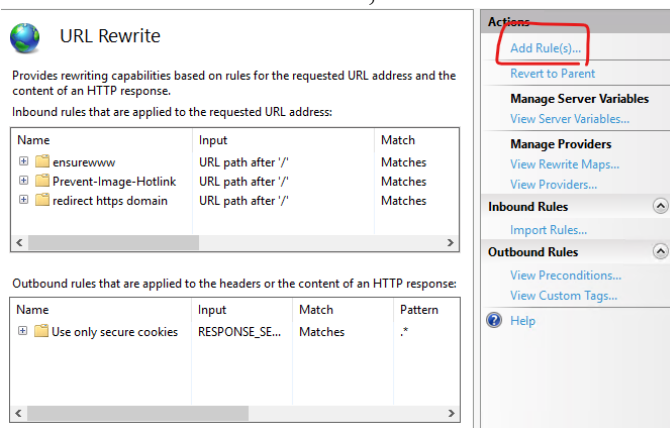 URL Rewrite
Provides rewriting capabilities based on rules for the requested URL address and the
content of an HTTP response.
Inbound rules that are applied to the requested URL address:
Name Input Match
ensurewww URL path after '/' Matches
Prevent-Image-Hotlink URL path after '/' Matches
redirect https domain URL path after '/' Matches
Outbound rules that are applied to the headers or the content of an HTTP response:
Name Input Match Pattern
Use only secure cookies RESPONSE_SE... Matches .*
Actions
Add Rule(s)...
Revert to Parent
Manage Server Variables
View Server Variables...
Manage Providers
View Rewrite Maps...
View Providers...
Inbound Rules
Import Rules...
Outbound Rules
View Preconditions...
View Custom Tags...
Help